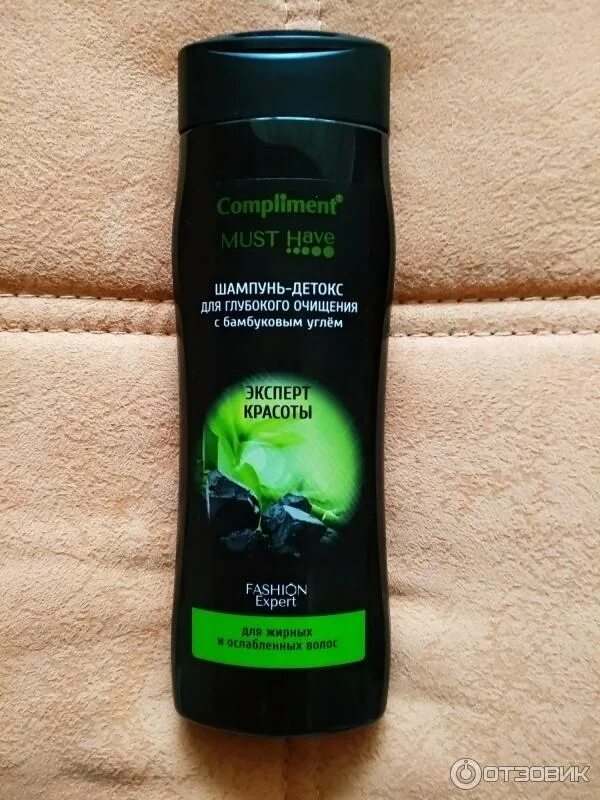 Compliment®
MUST Have
ШАМПУНЬ-ДЕТОКС
ДЛЯ ГЛУБОКОГО ОЧИЩЕНИЯ
с бамбуковым углём
ЭКСПЕРТ
КРАСОТЫ
FASHION
Expert
для жирных
и ослабленных волос
ОТЗОВИК